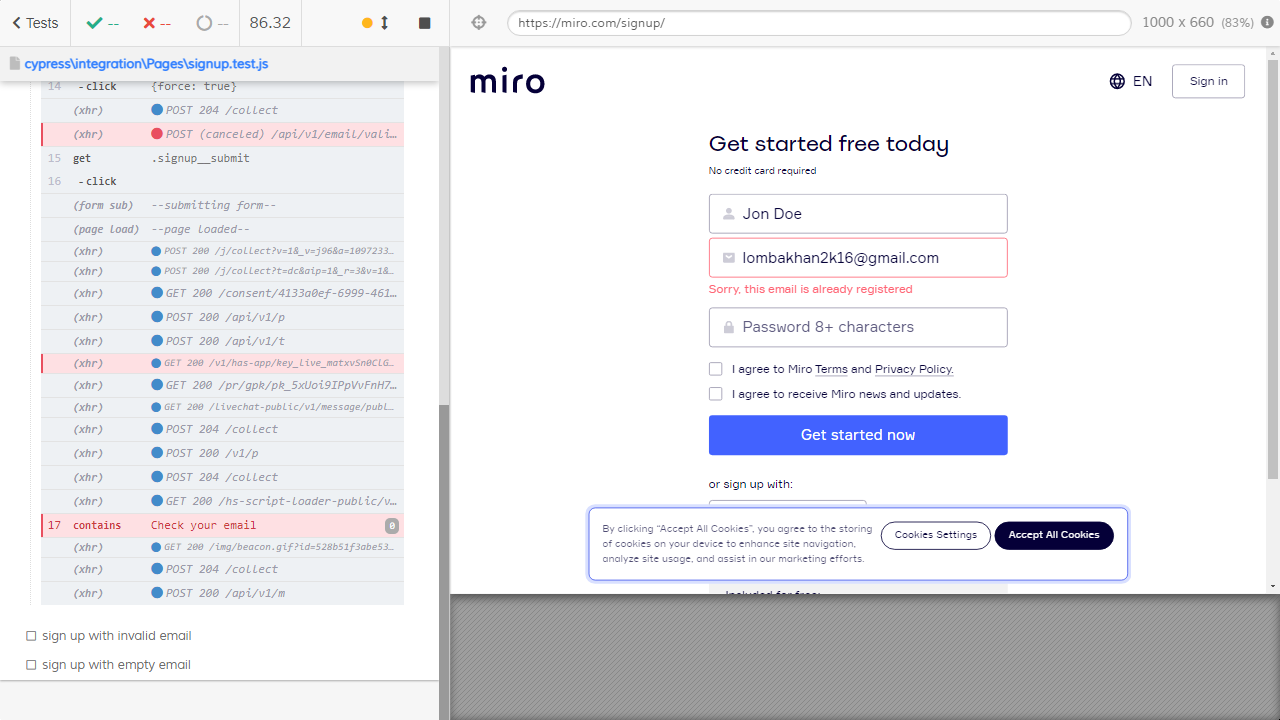 Tests
--
--
--
86.32
https://miro.com/signup/
1000 x 660 (83%)
cypress\integration\Pages\signup.test.js
14 - click {force: true}
(xhr) POST 204 /collect
(xhr) POST (canceled) /api/v1/email/vali...
15 get .signup__submit
16 - click
(form sub) --submitting form--
(page load) --page loaded--
(xhr) POST 200 /j/collect?v=1&_v=j96&a=1097233...
(xhr) POST 200 /j/collect?t=dc&aip=1&_r=3&v=1&...
(xhr) GET 200 /consent/4133a0ef-6999-461...
(xhr) POST 200 /api/v1/p
(xhr) POST 200 /api/v1/t
(xhr) GET 200 /v1/has-app/key_live_matxvSn0ClG...
(xhr) GET 200 /pr/gpk/pk_5xUoi9IPpVvFnH7...
(xhr) GET 200 /livechat-public/v1/message/publ...
(xhr) POST 204 /collect
(xhr) POST 200 /v1/p
(xhr) POST 204 /collect
(xhr) GET 200 /hs-script-loader-public/v...
17 contains Check your email 0
(xhr) GET 200 /img/beacon.gif?id=528b51f3abe53...
(xhr) POST 204 /collect
(xhr) POST 200 /api/v1/m
sign up with invalid email
sign up with empty email
miro
EN
Sign in
Get started free today
No credit card required
Jon Doe
lombakhan2k16@gmail.com
Sorry, this email is already registered
Password 8+ characters
I agree to Miro Terms and Privacy Policy.
I agree to receive Miro news and updates.
Get started now
or sign up with:
By clicking “Accept All Cookies”, you agree to the storing
of cookies on your device to enhance site navigation,
analyze site usage, and assist in our marketing efforts.
Cookies Settings
Accept All Cookies
Included for free: